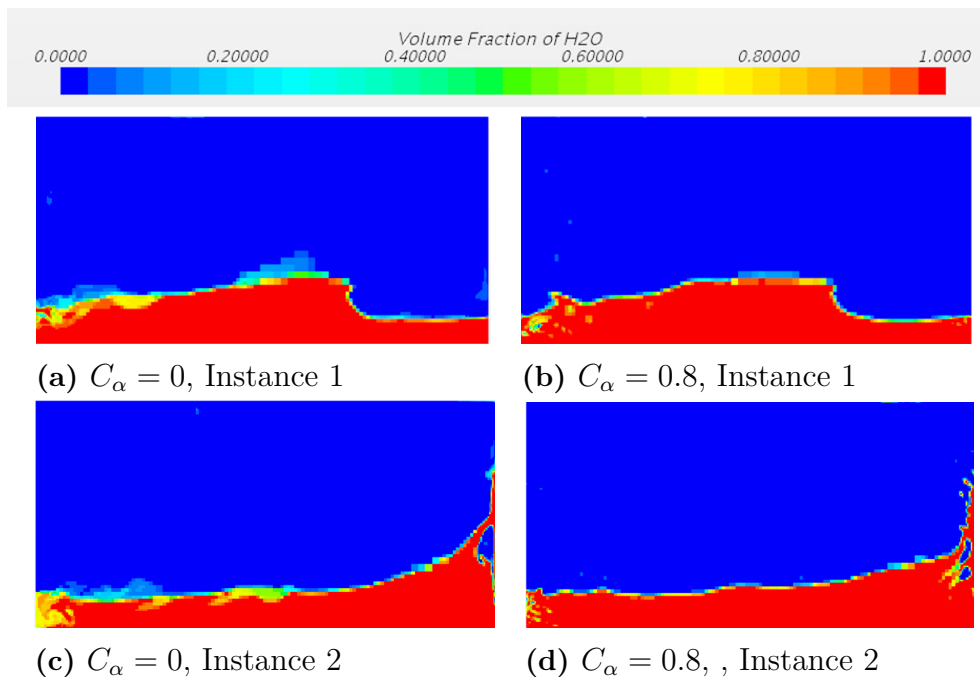 Volume Fraction of H2O
0.0000 0.20000 0.40000 0.60000 0.80000 1.0000
(a) Cα = 0, Instance 1
(b) Cα = 0.8, Instance 1
(c) Cα = 0, Instance 2
(d) Cα = 0.8, , Instance 2